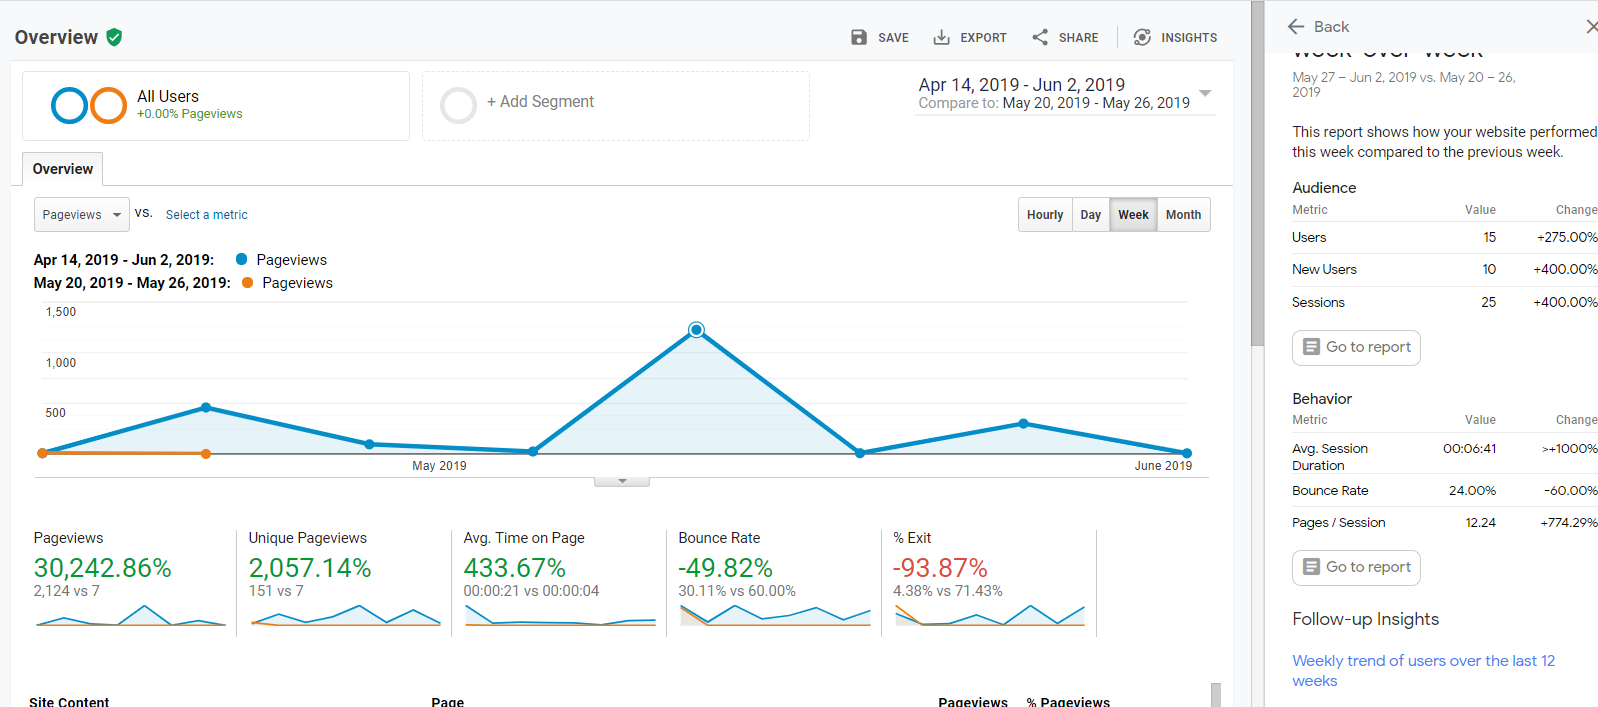 Overview
SAVE
EXPORT
SHARE
INSIGHTS
All Users
+0.00% Pageviews
+ Add Segment
Apr 14, 2019 - Jun 2, 2019
Compare to: May 20, 2019 - May 26, 2019
Overview
Pageviews
VS.
Select a metric
Hourly
Day
Week
Month
Apr 14, 2019 - Jun 2, 2019: Pageviews
May 20, 2019 - May 26, 2019: Pageviews
1,500
1,000
500
May 2019
June 2019
Pageviews
30,242.86%
2,124 vs 7
Unique Pageviews
2,057.14%
151 vs 7
Avg. Time on Page
433.67%
00:00:21 vs 00:00:04
Bounce Rate
-49.82%
30.11% vs 60.00%
% Exit
-93.87%
4.38% vs 71.43%
Site Content
Page
Pageviews
% Pageviews
Back
week-over-week
May 27 – Jun 2, 2019 vs. May 20 – 26,
2019
This report shows how your website performed
this week compared to the previous week.
Audience
Metric Value Change
Users 15 +275.00%
New Users 10 +400.00%
Sessions 25 +400.00%
Go to report
Behavior
Metric Value Change
Avg. Session 00:06:41 >+1000%
Duration
Bounce Rate 24.00% -60.00%
Pages / Session 12.24 +774.29%
Go to report
Follow-up Insights
Weekly trend of users over the last 12
weeks